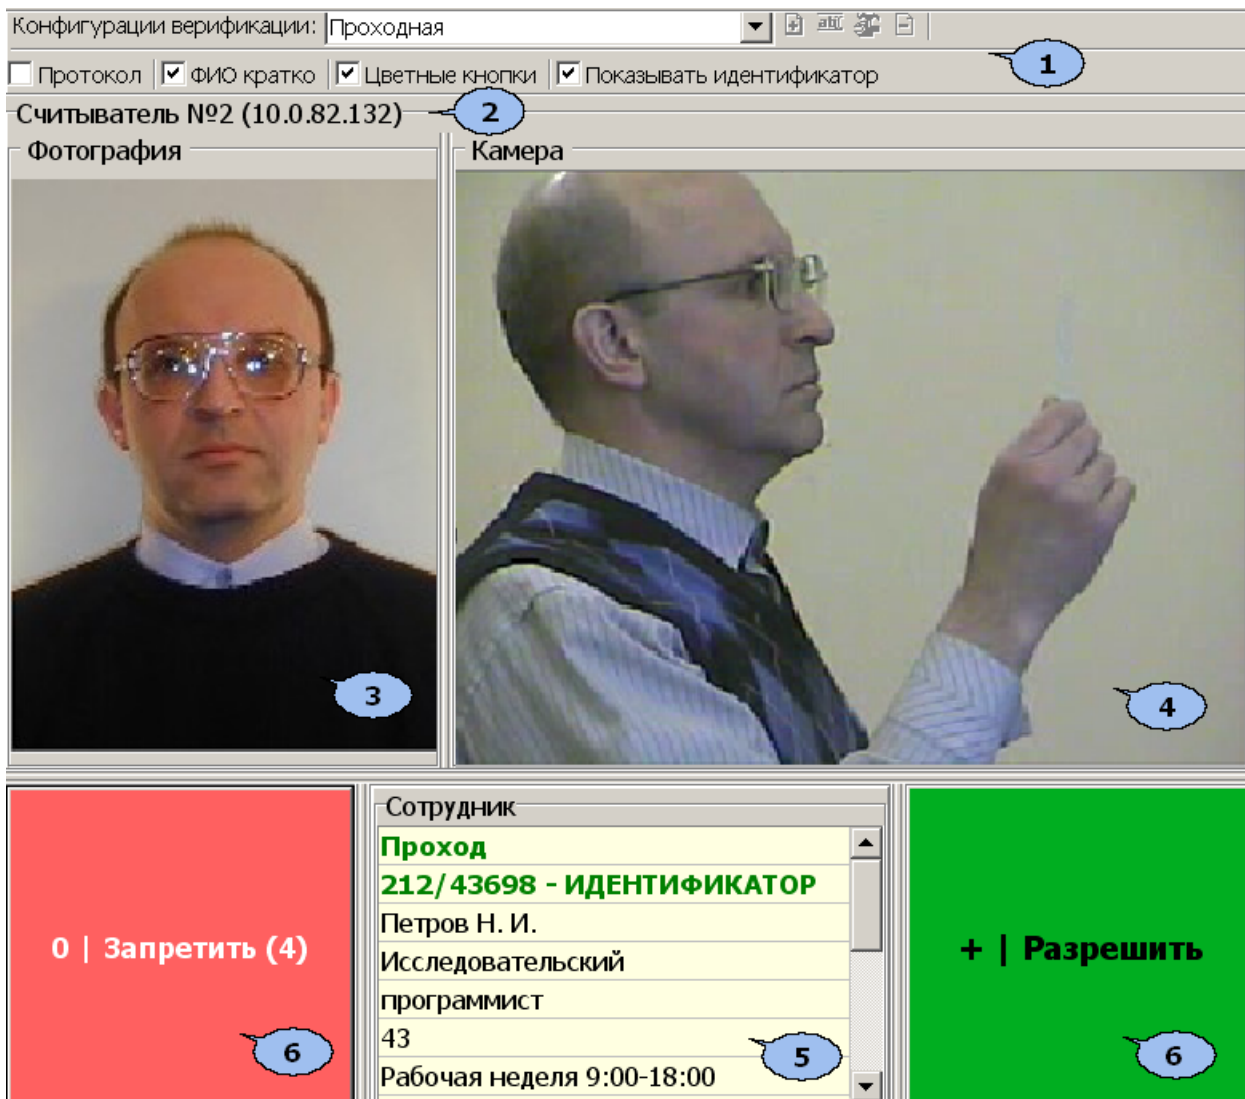 Конфигурации верификации: Проходная
1
Протокол ФИО кратко Цветные кнопки Показывать идентификатор
Считыватель №2 (10.0.82.132) 2
Фотография Камера
3 4
Сотрудник
Проход
212/43698 - ИДЕНТИФИКАТОР
Петров Н. И.
0 | Запретить (4) Исследовательский + | Разрешить
программист
43
6 5 6
Рабочая неделя 9:00-18:00